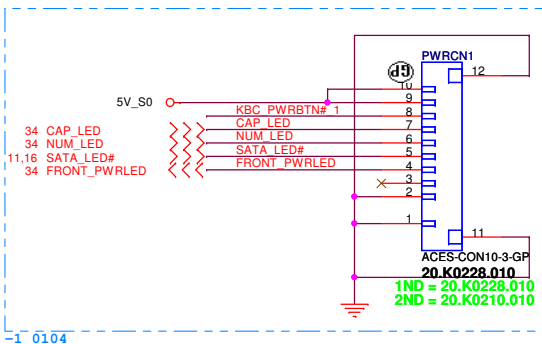 PWRCN1
GP
12
10
5V_S0
9
KBC_PWRBTN#_1
8
34 CAP_LED
CAP_LED
7
34 NUM_LED
NUM_LED
6
11,16 SATA_LED#
SATA_LED#
5
34 FRONT_PWRLED
FRONT_PWRLED
4
3
2
1
11
ACES-CON10-3-GP
20.K0228.010
1ND = 20.K0228.010
2ND = 20.K0210.010
-1 0104